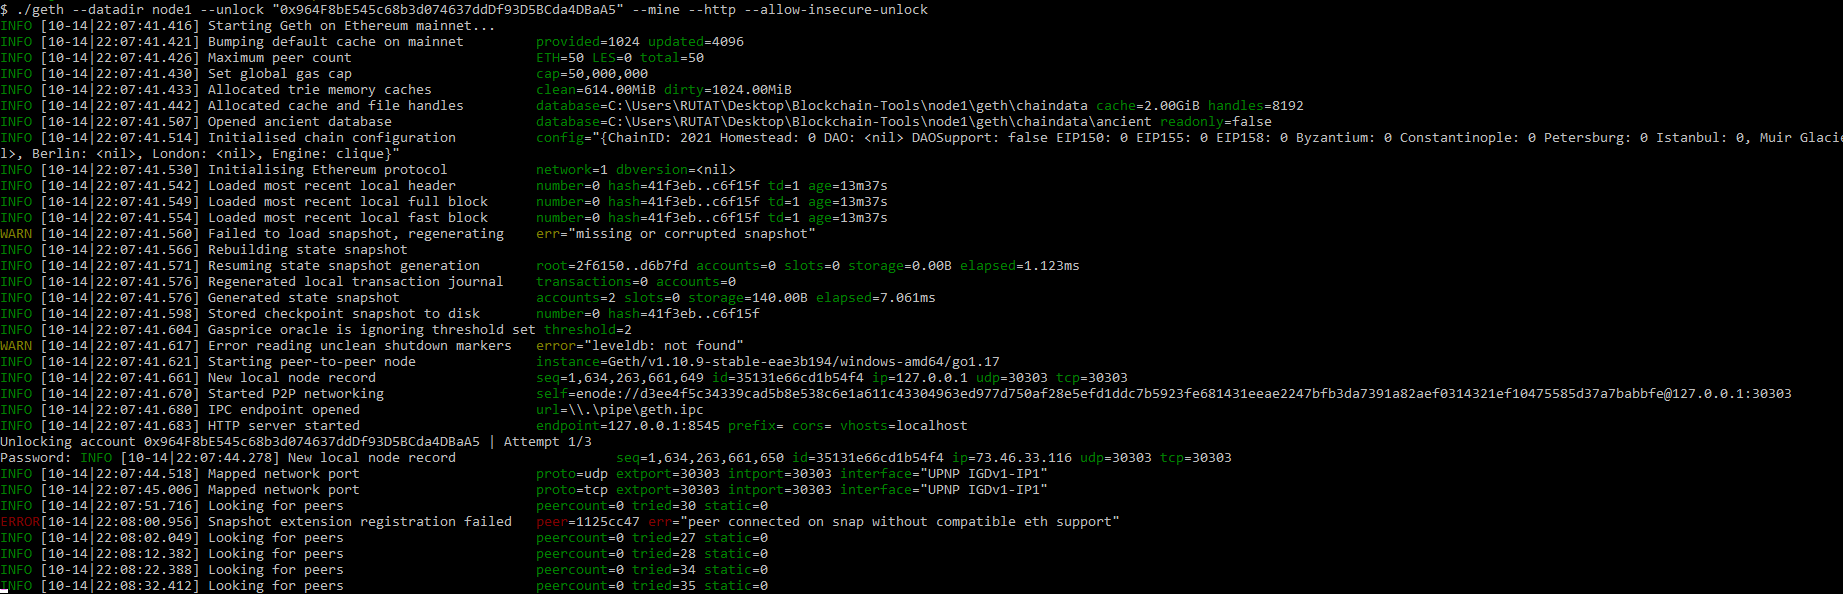 $ ./geth --datadir node1 --unlock "0x964F8bE545c68b3d074637ddDf93D5BCda4DBaA5" --mine --http --allow-insecure-unlock
INFO [10-14|22:07:41.416] Starting Geth on Ethereum mainnet...
INFO [10-14|22:07:41.421] Bumping default cache on mainnet provided=1024 updated=4096
INFO [10-14|22:07:41.426] Maximum peer count ETH=50 LES=0 total=50
INFO [10-14|22:07:41.430] Set global gas cap cap=50,000,000
INFO [10-14|22:07:41.433] Allocated trie memory caches clean=614.00MiB dirty=1024.00MiB
INFO [10-14|22:07:41.442] Allocated cache and file handles database=C:\Users\RUTAT\Desktop\Blockchain-Tools\node1\geth\chaindata cache=2.00GiB handles=8192
INFO [10-14|22:07:41.507] Opened ancient database database=C:\Users\RUTAT\Desktop\Blockchain-Tools\node1\geth\chaindata\ancient readonly=false
INFO [10-14|22:07:41.514] Initialised chain configuration config="{ChainID: 2021 Homestead: 0 DAO: <nil> DAOSupport: false EIP150: 0 EIP155: 0 EIP158: 0 Byzantium: 0 Constantinople: 0 Petersburg: 0 Istanbul: 0, Muir Glacie
l>, Berlin: <nil>, London: <nil>, Engine: clique}"
INFO [10-14|22:07:41.530] Initialising Ethereum protocol network=1 dbversion=<nil>
INFO [10-14|22:07:41.542] Loaded most recent local header number=0 hash=41f3eb..c6f15f td=1 age=13m37s
INFO [10-14|22:07:41.549] Loaded most recent local full block number=0 hash=41f3eb..c6f15f td=1 age=13m37s
INFO [10-14|22:07:41.554] Loaded most recent local fast block number=0 hash=41f3eb..c6f15f td=1 age=13m37s
WARN [10-14|22:07:41.560] Failed to load snapshot, regenerating err="missing or corrupted snapshot"
INFO [10-14|22:07:41.566] Rebuilding state snapshot
INFO [10-14|22:07:41.571] Resuming state snapshot generation root=2f6150..d6b7fd accounts=0 slots=0 storage=0.00B elapsed=1.123ms
INFO [10-14|22:07:41.576] Regenerated local transaction journal transactions=0 accounts=0
INFO [10-14|22:07:41.576] Generated state snapshot accounts=2 slots=0 storage=140.00B elapsed=7.061ms
INFO [10-14|22:07:41.598] Stored checkpoint snapshot to disk number=0 hash=41f3eb..c6f15f
INFO [10-14|22:07:41.604] Gasprice oracle is ignoring threshold set threshold=2
WARN [10-14|22:07:41.617] Error reading unclean shutdown markers error="leveldb: not found"
INFO [10-14|22:07:41.621] Starting peer-to-peer node instance=Geth/v1.10.9-stable-eae3b194/windows-amd64/go1.17
INFO [10-14|22:07:41.661] New local node record seq=1,634,263,661,649 id=35131e66cd1b54f4 ip=127.0.0.1 udp=30303 tcp=30303
INFO [10-14|22:07:41.670] Started P2P networking self=enode://d3ee4f5c34339cad5b8e538c6e1a611c43304963ed977d750af28e5efd1ddc7b5923fe681431eeae2247bfb3da7391a82aef0314321ef10475585d37a7babbfe@127.0.0.1:30303
INFO [10-14|22:07:41.680] IPC endpoint opened url=\\.\pipe\geth.ipc
INFO [10-14|22:07:41.683] HTTP server started endpoint=127.0.0.1:8545 prefix= cors= vhosts=localhost
Unlocking account 0x964F8bE545c68b3d074637ddDf93D5BCda4DBaA5 | Attempt 1/3
Password: INFO [10-14|22:07:44.278] New local node record seq=1,634,263,661,650 id=35131e66cd1b54f4 ip=73.46.33.116 udp=30303 tcp=30303
INFO [10-14|22:07:44.518] Mapped network port proto=udp extport=30303 intport=30303 interface="UPNP IGDv1-IP1"
INFO [10-14|22:07:45.006] Mapped network port proto=tcp extport=30303 intport=30303 interface="UPNP IGDv1-IP1"
INFO [10-14|22:07:51.716] Looking for peers peercount=0 tried=30 static=0
ERROR[10-14|22:08:00.956] Snapshot extension registration failed peer=1125cc47 err="peer connected on snap without compatible eth support"
INFO [10-14|22:08:02.049] Looking for peers peercount=0 tried=27 static=0
INFO [10-14|22:08:12.382] Looking for peers peercount=0 tried=28 static=0
INFO [10-14|22:08:22.388] Looking for peers peercount=0 tried=34 static=0
INFO [10-14|22:08:32.412] Looking for peers peercount=0 tried=35 static=0